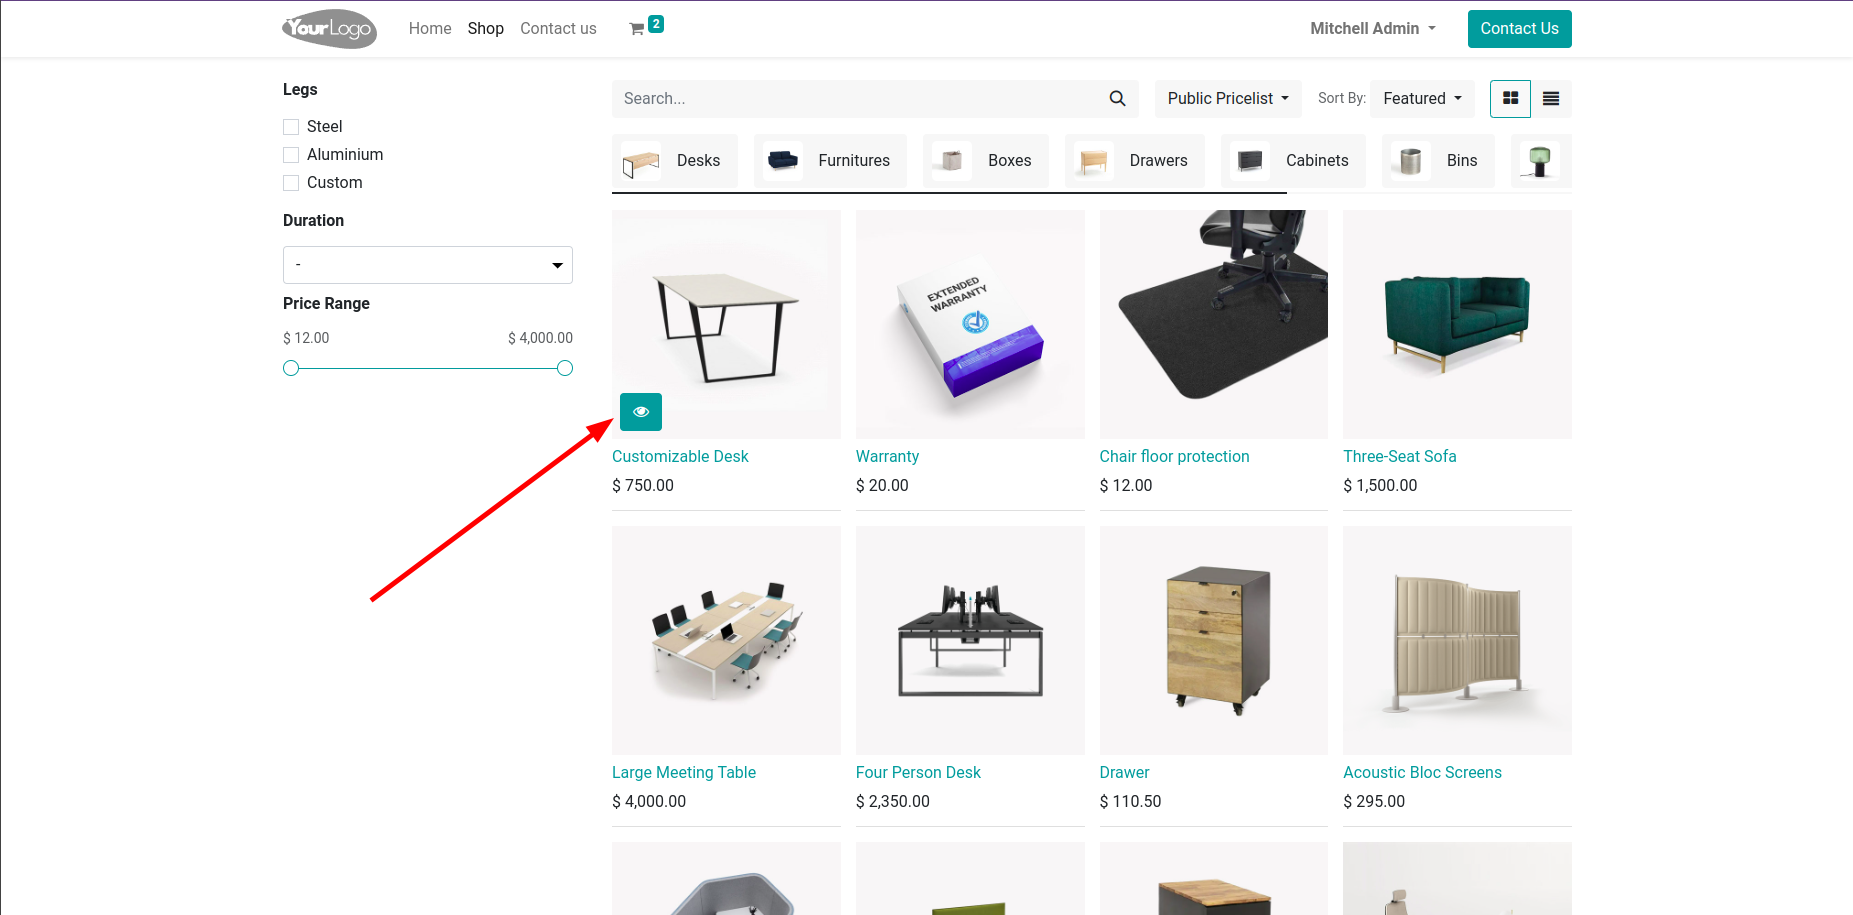 YourLogo
Home Shop Contact us 2 Mitchell Admin Contact Us
Legs
Steel
Aluminium
Custom
Duration
-
Price Range
$ 12.00 $ 4,000.00
Search... Public Pricelist Sort By: Featured
Desks Furnitures Boxes Drawers Cabinets Bins
EXTENDED
WARRANTY
Customizable Desk Warranty Chair floor protection Three-Seat Sofa
$ 750.00 $ 20.00 $ 12.00 $ 1,500.00
Large Meeting Table Four Person Desk Drawer Acoustic Bloc Screens
$ 4,000.00 $ 2,350.00 $ 110.50 $ 295.00